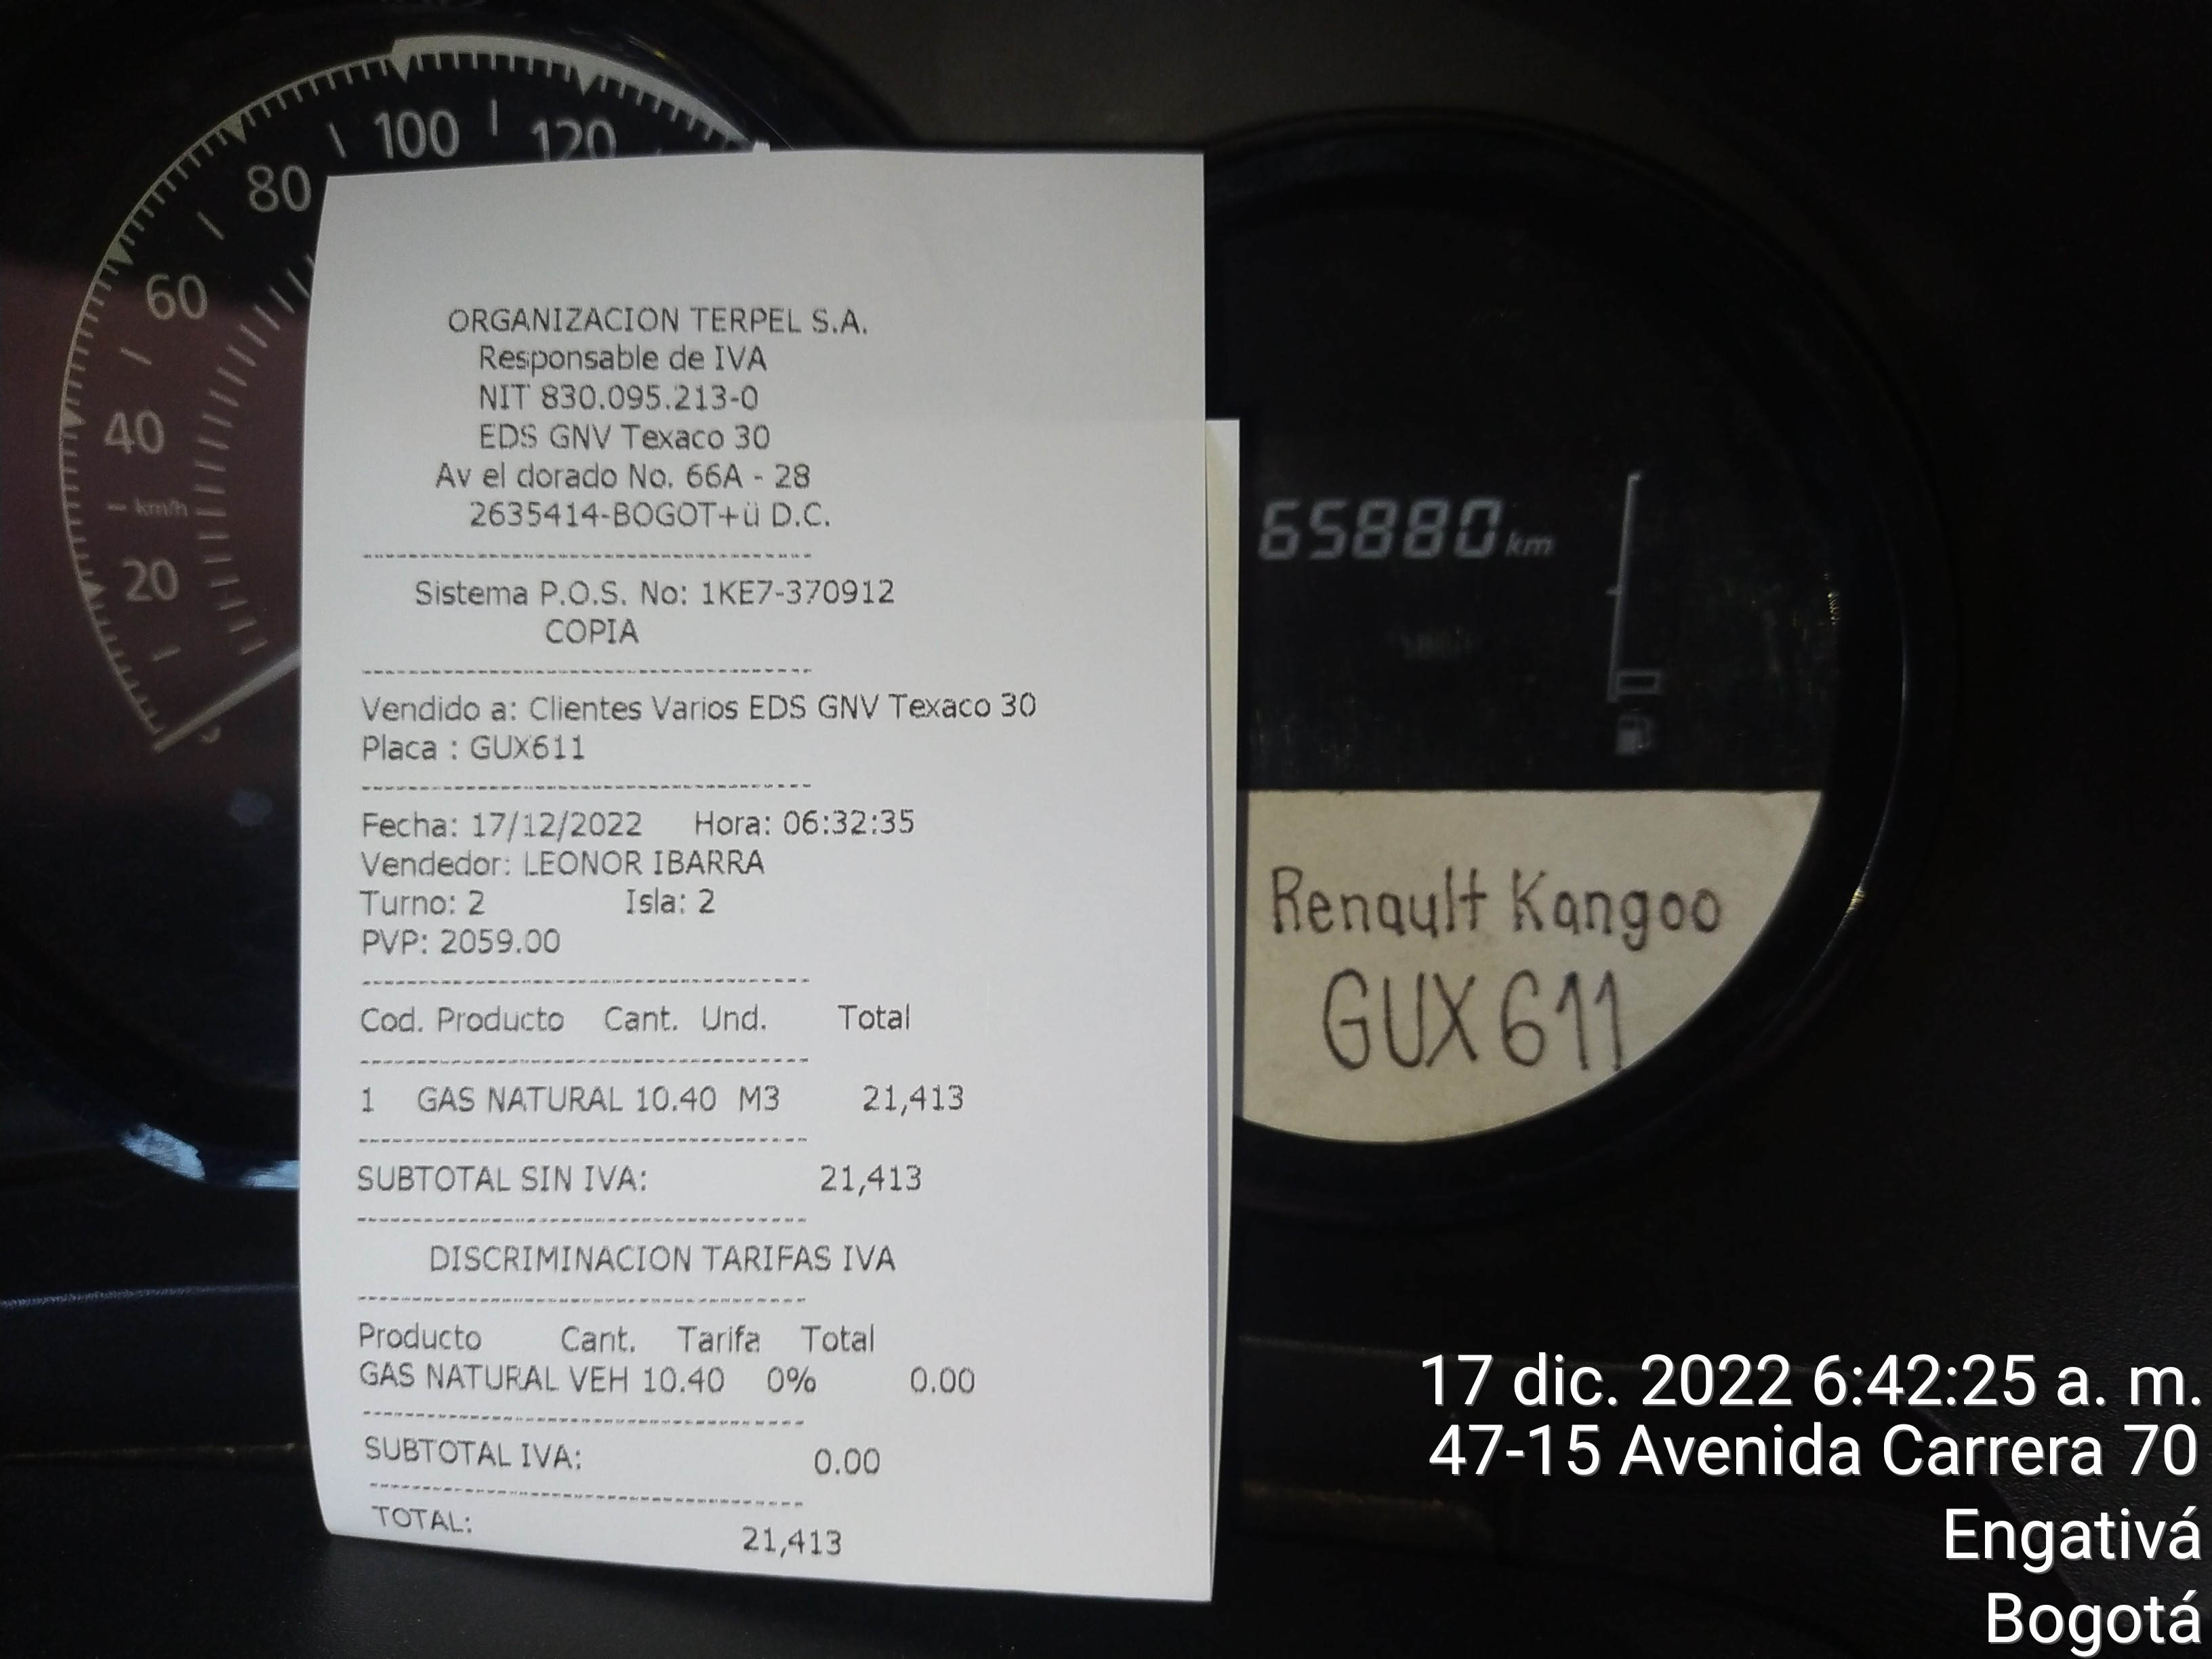 100
120
80
60
40
km/h
20
ORGANIZACION TERPEL S.A.
Responsable de IVA
NIT 830.095.213-0
EDS GNV Texaco 30
Av el dorado No. 66A - 28
2635414-BOGOT+ü D.C.
Sistema P.O.S. No: 1KE7-370912
COPIA
Vendido a: Clientes Varios EDS GNV Texaco 30
Placa : GUX611
Fecha: 17/12/2022 Hora: 06:32:35
Vendedor: LEONOR IBARRA
Turno: 2 Isla: 2
PVP: 2059.00
Cod. Producto Cant. Und. Total
1 GAS NATURAL 10.40 M3 21,413
SUBTOTAL SIN IVA: 21,413
DISCRIMINACION TARIFAS IVA
Producto Cant. Tarifa Total
GAS NATURAL VEH 10.40 0% 0.00
SUBTOTAL IVA: 0.00
TOTAL: 21,413
65880 km
Renault Kangoo
GUX 611
17 dic. 2022 6:42:25 a. m.
47-15 Avenida Carrera 70
Engativá
Bogotá